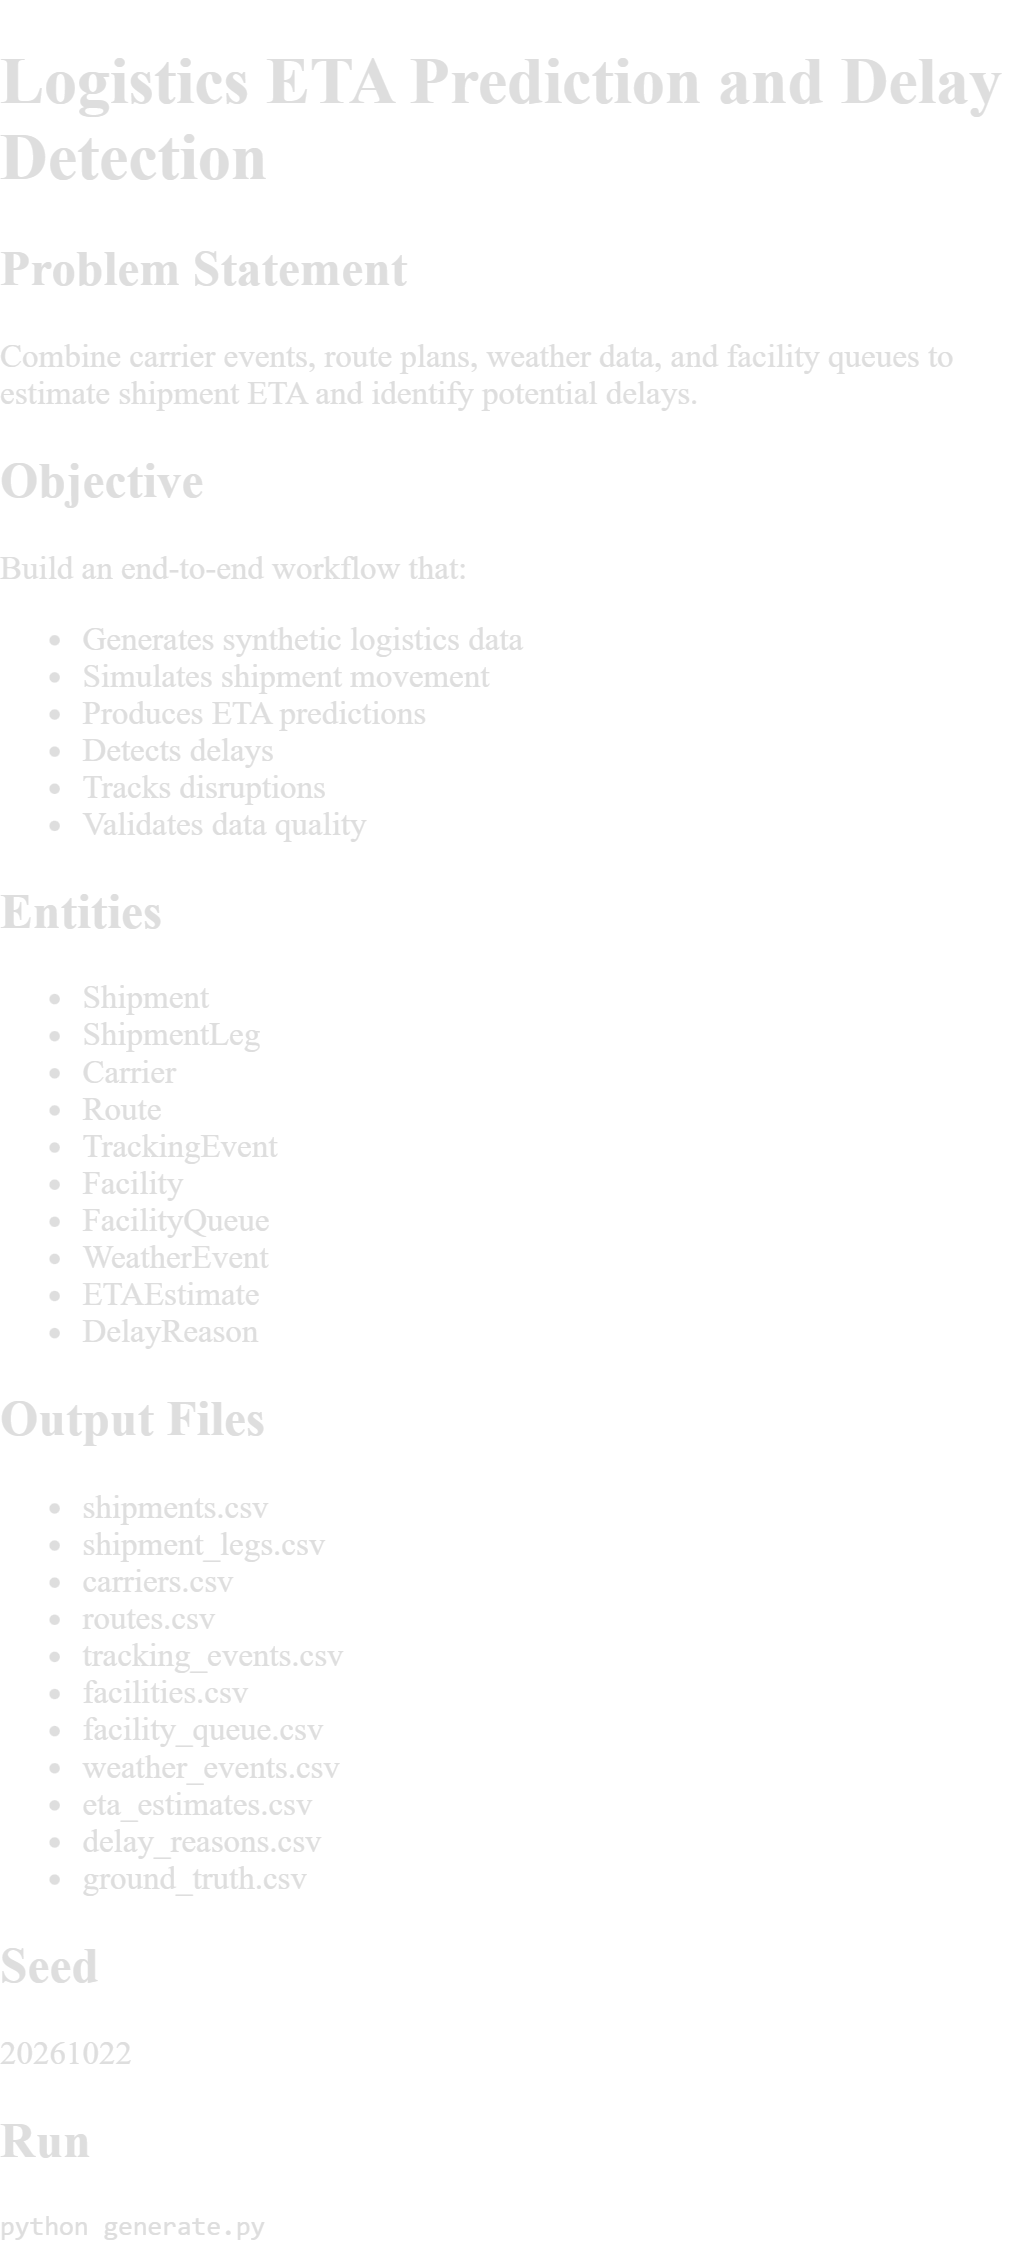 Logistics ETA Prediction and Delay
Detection
Problem Statement
Combine carrier events, route plans, weather data, and facility queues to
estimate shipment ETA and identify potential delays.
Objective
Build an end-to-end workflow that:
• Generates synthetic logistics data
• Simulates shipment movement
• Produces ETA predictions
• Detects delays
• Tracks disruptions
• Validates data quality
Entities
• Shipment
• ShipmentLeg
• Carrier
• Route
• TrackingEvent
• Facility
• FacilityQueue
• WeatherEvent
• ETAEstimate
• DelayReason
Output Files
• shipments.csv
• shipment_legs.csv
• carriers.csv
• routes.csv
• tracking_events.csv
• facilities.csv
• facility_queue.csv
• weather_events.csv
• eta_estimates.csv
• delay_reasons.csv
• ground_truth.csv
Seed
20261022
Run
python generate.py